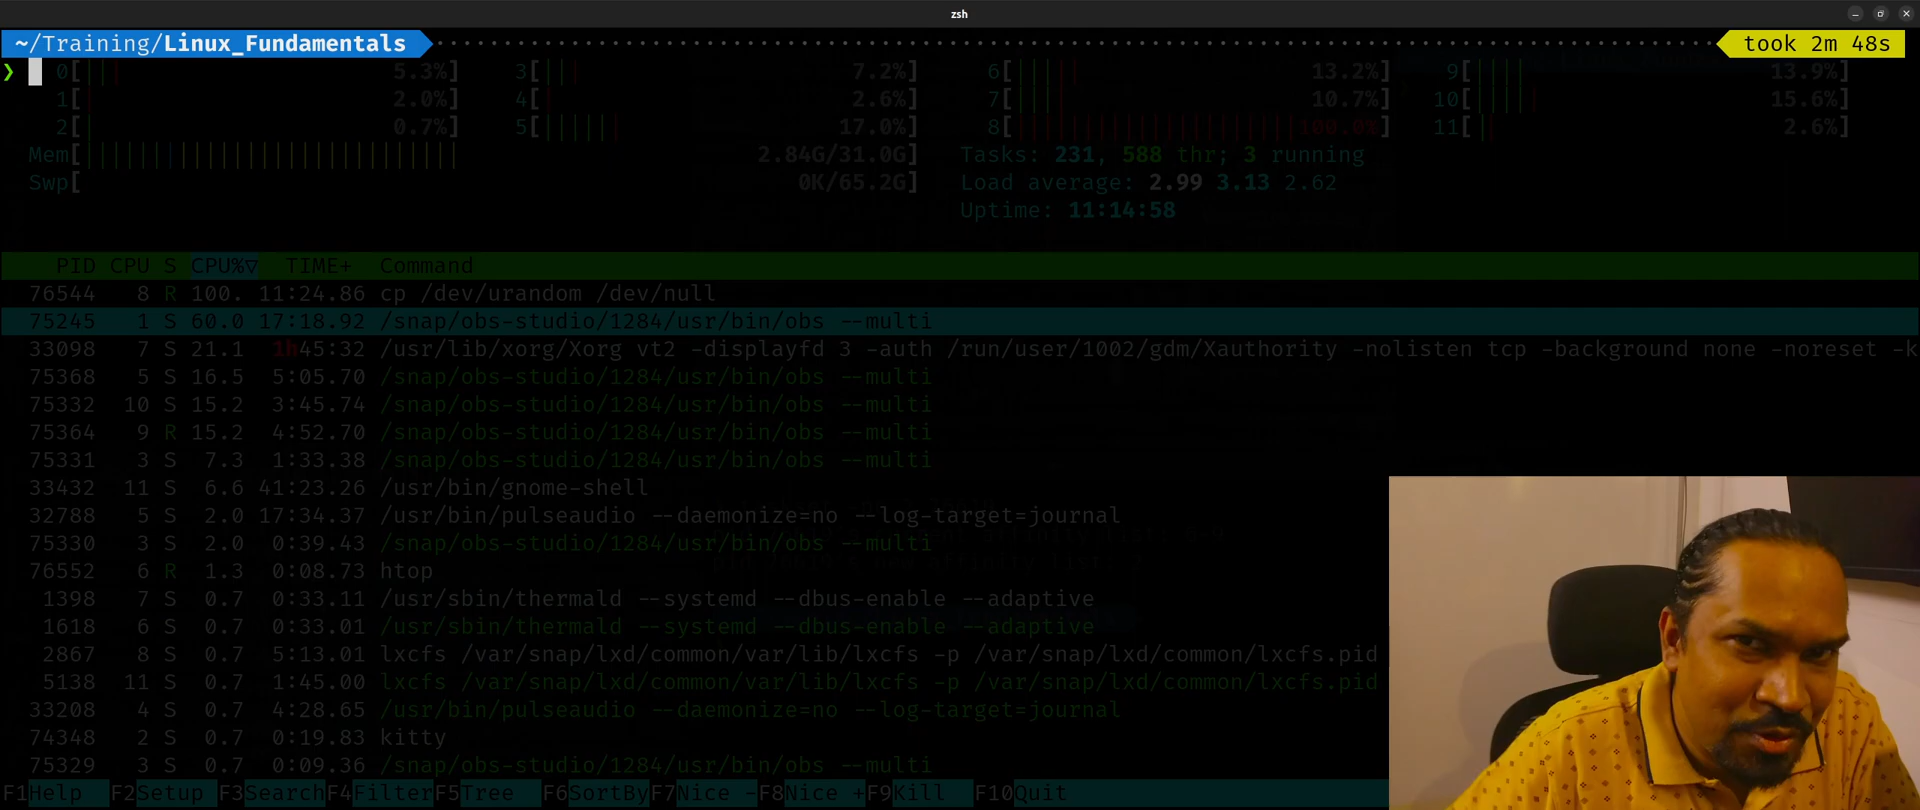 zsh
~/Training/Linux_Fundamentals took 2m 48s
❯ 0[||| 5.3%] 3[||| 7.2%] 6[||||| 13.2%] 9[|||| 13.9%]
1[| 2.0%] 4[| 2.6%] 7[|||| 10.7%] 10[||||| 15.6%]
2[| 0.7%] 5[|||||| 17.0%] 8[|||||||||||||||||||||100.0%] 11[|| 2.6%]
Mem[|||||||||||||||||||||||||||| 2.84G/31.0G] Tasks: 231, 588 thr; 3 running
Swp[ 0K/65.2G] Load average: 2.99 3.13 2.62
Uptime: 11:14:58
PID CPU S CPU%▽ TIME+ Command
76544 8 R 100. 11:24.86 cp /dev/urandom /dev/null
75245 1 S 60.0 17:18.92 /snap/obs-studio/1284/usr/bin/obs --multi
33098 7 S 21.1 1h45:32 /usr/lib/xorg/Xorg vt2 -displayfd 3 -auth /run/user/1002/gdm/Xauthority -nolisten tcp -background none -noreset -k
75368 5 S 16.5 5:05.70 /snap/obs-studio/1284/usr/bin/obs --multi
75332 10 S 15.2 3:45.74 /snap/obs-studio/1284/usr/bin/obs --multi
75364 9 R 15.2 4:52.70 /snap/obs-studio/1284/usr/bin/obs --multi
75331 3 S 7.3 1:33.38 /snap/obs-studio/1284/usr/bin/obs --multi
33432 11 S 6.6 41:23.26 /usr/bin/gnome-shell
32788 5 S 2.0 17:34.37 /usr/bin/pulseaudio --daemonize=no --log-target=journal
75330 3 S 2.0 0:39.43 /snap/obs-studio/1284/usr/bin/obs --multi
76552 6 R 1.3 0:08.73 htop
1398 7 S 0.7 0:33.11 /usr/sbin/thermald --systemd --dbus-enable --adaptive
1618 6 S 0.7 0:33.01 /usr/sbin/thermald --systemd --dbus-enable --adaptive
2867 8 S 0.7 5:13.01 lxcfs /var/snap/lxd/common/var/lib/lxcfs -p /var/snap/lxd/common/lxcfs.pid
5138 11 S 0.7 1:45.00 lxcfs /var/snap/lxd/common/var/lib/lxcfs -p /var/snap/lxd/common/lxcfs.pid
33208 4 S 0.7 4:28.65 /usr/bin/pulseaudio --daemonize=no --log-target=journal
74348 2 S 0.7 0:19.83 kitty
75329 3 S 0.7 0:09.36 /snap/obs-studio/1284/usr/bin/obs --multi
F1Help F2Setup F3SearchF4FilterF5Tree F6SortByF7Nice -F8Nice +F9Kill F10Quit